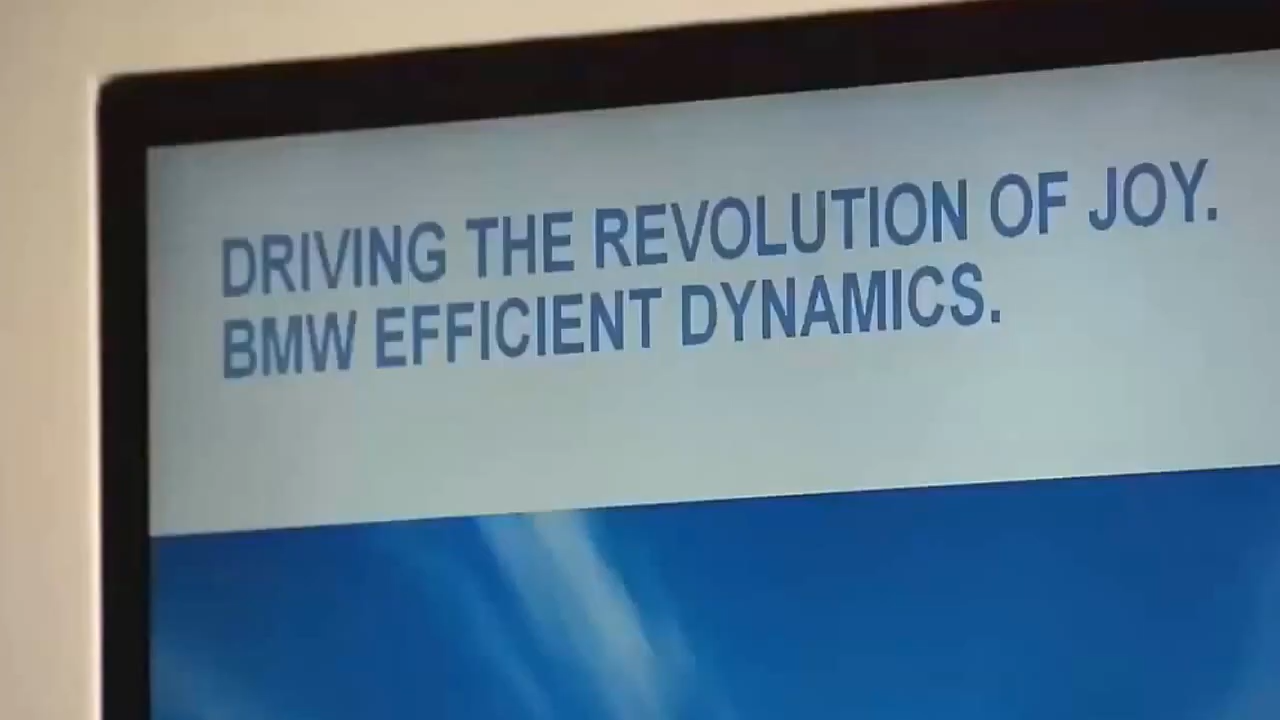 DRIVING THE REVOLUTION OF JOY.
BMW EFFICIENT DYNAMICS.